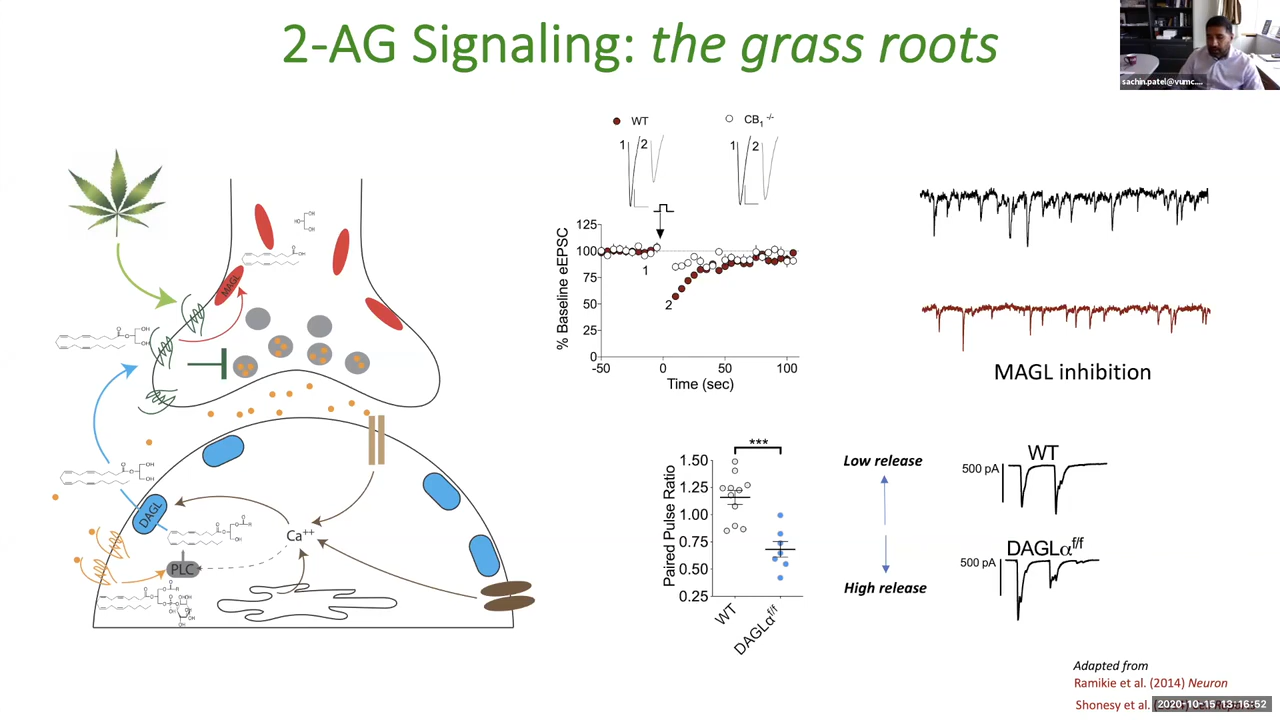 2-AG Signaling: the grass roots
sachin.patel@vumc....
WT
CB1 -/-
1 2
1 2
% Baseline eEPSC
125
100
75
50
25
0
1
2
-50 0 50 100
Time (sec)
MAGL inhibition
MAGL
DAGL
PLC
Ca++
***
Paired Pulse Ratio
1.50
1.25
1.00
0.75
0.50
0.25
WT
DAGLαf/f
Low release
High release
WT
500 pA
DAGLαf/f
500 pA
Adapted from
Ramikie et al. (2014) Neuron
Shonesy et al.
2020-10-15 13:16:52